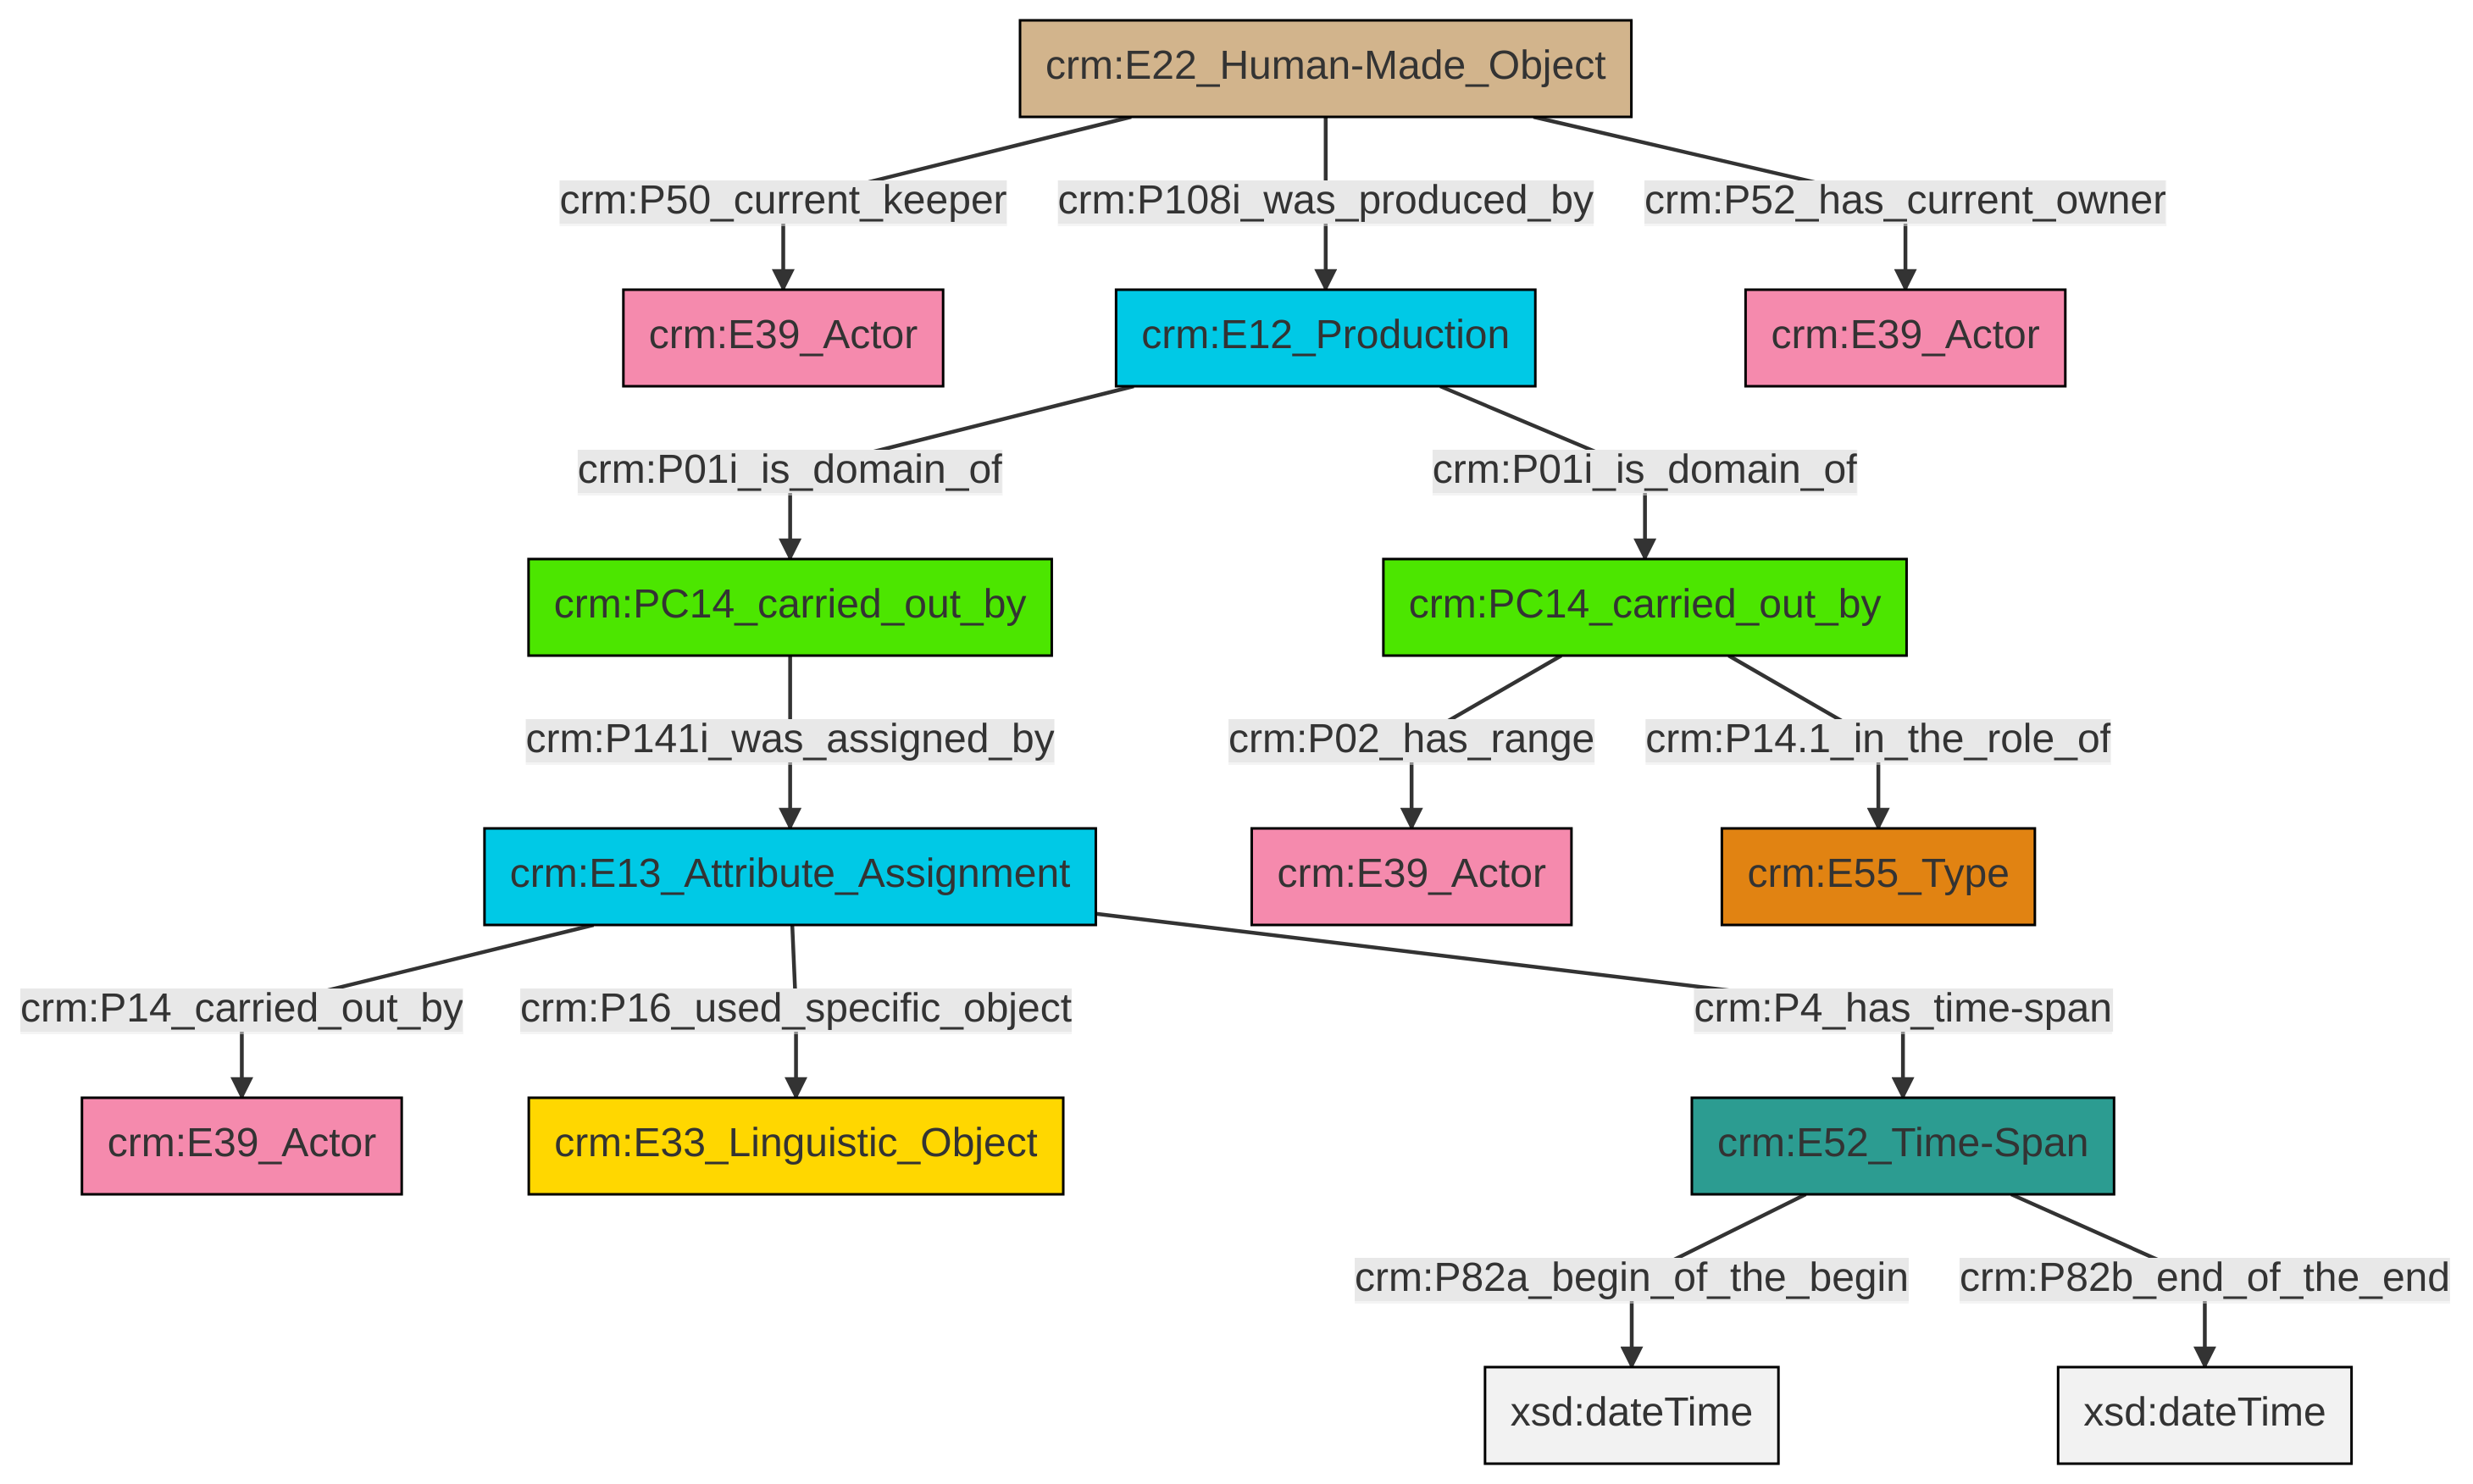 crm:E22_Human-Made_Object
crm:P50_current_keeper
crm:P108i_was_produced_by
crm:P52_has_current_owner
crm:E39_Actor
crm:E12_Production
crm:E39_Actor
crm:P01i_is_domain_of
crm:P01i_is_domain_of
crm:PC14_carried_out_by
crm:PC14_carried_out_by
crm:P141i_was_assigned_by
crm:P02_has_range
crm:P14.1_in_the_role_of
crm:E13_Attribute_Assignment
crm:E39_Actor
crm:E55_Type
crm:P14_carried_out_by
crm:P16_used_specific_object
crm:P4_has_time-span
crm:E39_Actor
crm:E33_Linguistic_Object
crm:E52_Time-Span
crm:P82a_begin_of_the_begin
crm:P82b_end_of_the_end
xsd:dateTime
xsd:dateTime